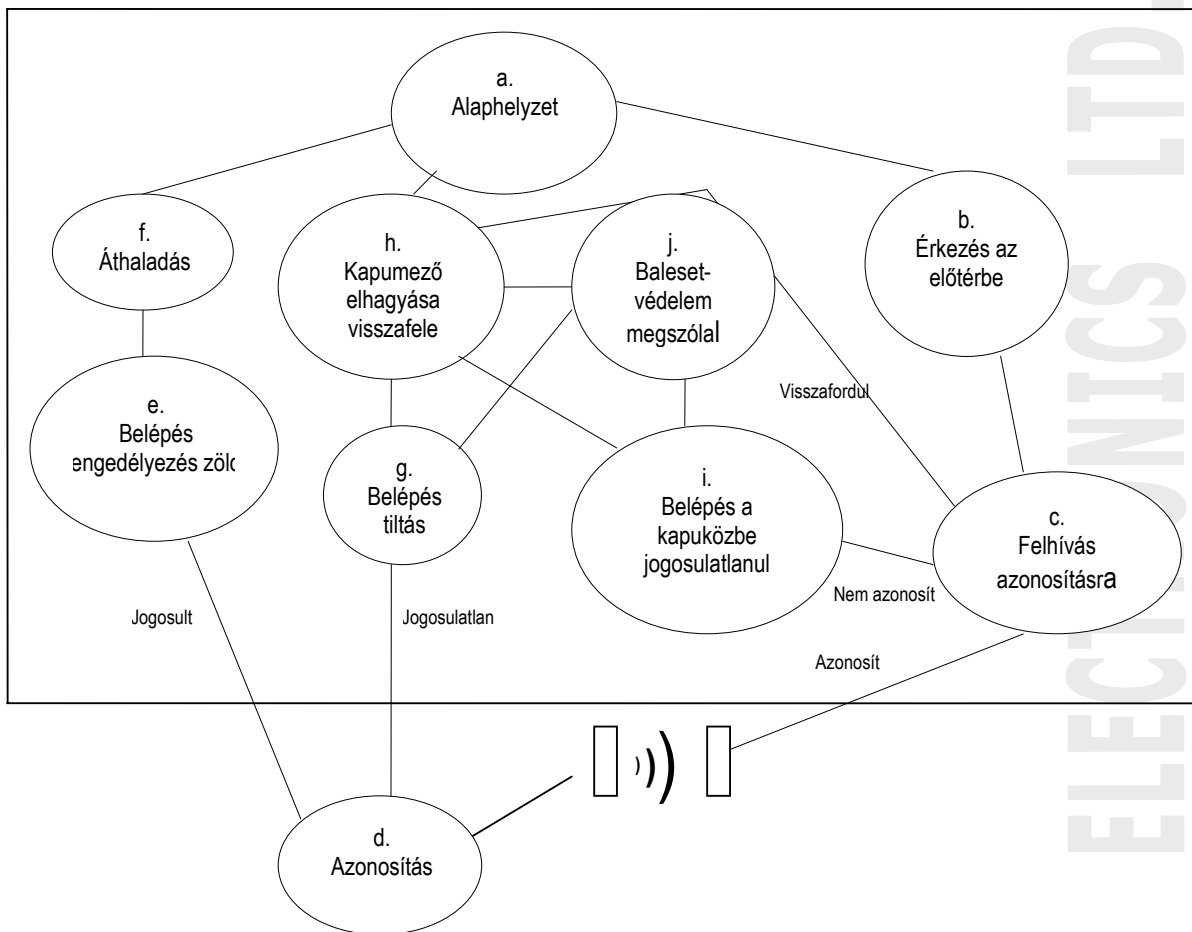 a.
Alaphelyzet
f.
Áthaladás
h.
Kapumező
elhagyása
visszafele
j.
Baleset-
védelem
megszólal
b.
Érkezés az
előtérbe
Visszafordul
e.
Belépés
engedélyezés zöld
g.
Belépés
tiltás
i.
Belépés a
kapuközbe
jogosulatlanul
c.
Felhívás
azonosításra
Nem azonosít
Jogosult
Jogosulatlan
Azonosít
d.
Azonosítás
ELECTRONICS LTD.